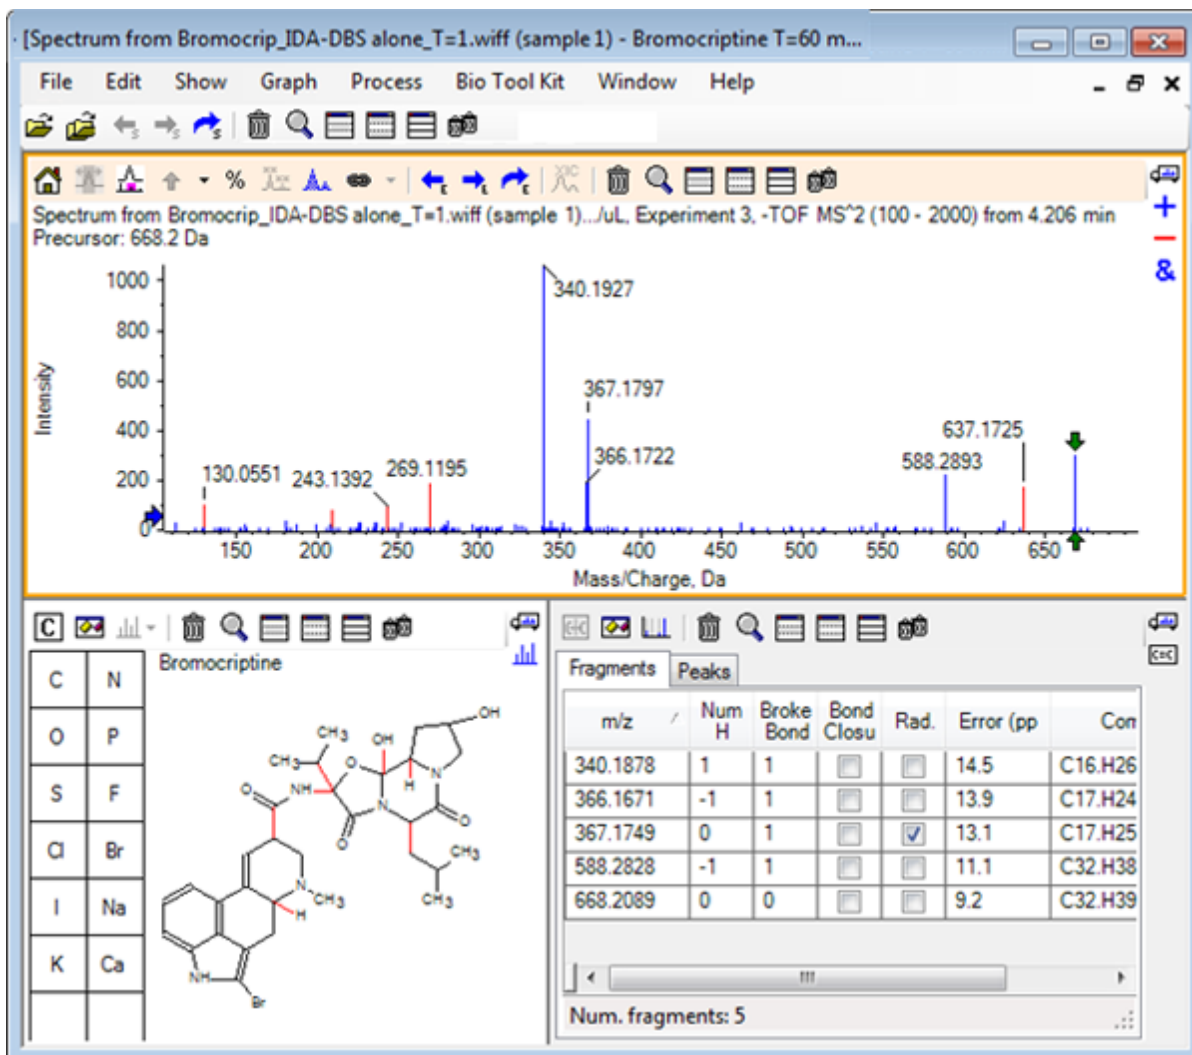 [Spectrum from Bromocrip_IDA-DBS alone_T=1.wiff (sample 1) - Bromocriptine T=60 m...
File Edit Show Graph Process Bio Tool Kit Window Help
%
XIC
Spectrum from Bromocrip_IDA-DBS alone_T=1.wiff (sample 1).../uL, Experiment 3, -TOF MS^2 (100 - 2000) from 4.206 min
Precursor: 668.2 Da
+
&
Intensity
1000
800
600
400
200
0
340.1927
367.1797
366.1722
130.0551
243.1392
269.1195
588.2893
637.1725
150 200 250 300 350 400 450 500 550 600 650
Mass/Charge, Da
C
C N
O P
S F
Cl Br
I Na
K Ca
Bromocriptine
OH
CH3
OH
CH3
O
H
N
O
NH
N
O
O
CH3
CH3
N
CH3
H
NH
Br
C=C
Fragments Peaks
m/z Num H Broke Bond Bond Closu Rad. Error (pp Com
340.1878 1 1 14.5 C16.H26
366.1671 -1 1 13.9 C17.H24
367.1749 0 1 13.1 C17.H25
588.2828 -1 1 11.1 C32.H38
668.2089 0 0 9.2 C32.H39
Num. fragments: 5